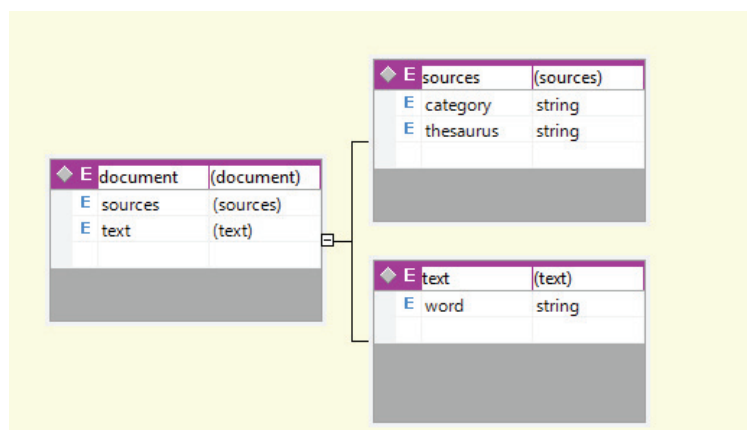 E document (document)
E sources (sources)
E text (text)
E sources (sources)
E category string
E thesaurus string
E text (text)
E word string